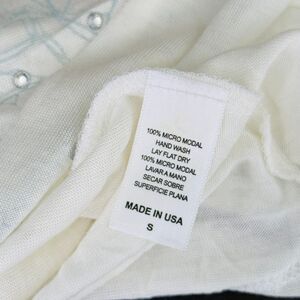 100% MICRO MODAL
HAND WASH
LAY FLAT DRY
100% MICRO MODAL
LAVAR A MANO
SECAR SOBRE
SUPERFICIE PLANA
MADE IN USA
S